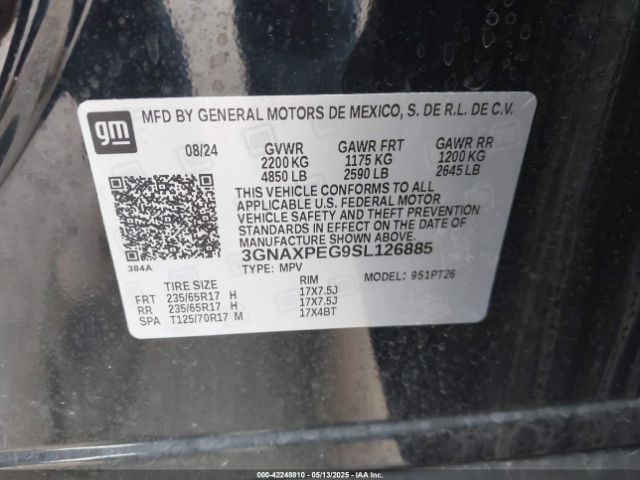 gm
MFD BY GENERAL MOTORS DE MEXICO, S. DE R.L. DE C.V.
08/24 GVWR GAWR FRT GAWR RR
2200 KG 1175 KG 1200 KG
4850 LB 2590 LB 2645 LB
THIS VEHICLE CONFORMS TO ALL
APPLICABLE U.S. FEDERAL MOTOR
VEHICLE SAFETY AND THEFT PREVENTION
STANDARDS IN EFFECT ON THE DATE OF
MANUFACTURE SHOWN ABOVE.
3GNAXPEG9SL126885
384A
TYPE: MPV MODEL: 951PT26
TIRE SIZE RIM
FRT 235/65R17 H 17X7.5J
RR 235/65R17 H 17X7.5J
SPA T125/70R17 M 17X4BT
000-42248810 - 05/13/2025 - IAAI.COM